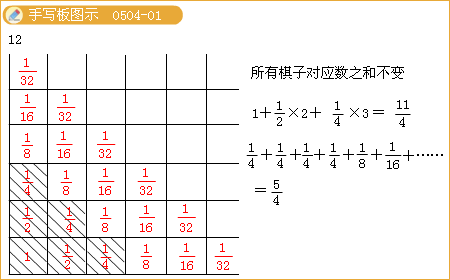 手写板图示 0504-01
12
1/32
1/16 1/32
1/8 1/16 1/32
1/4 1/8 1/16 1/32
1/2 1/4 1/8 1/16 1/32
1 1/2 1/4 1/8 1/16 1/32
所有棋子对应数之和不变
1+1/2×2+ 1/4×3= 11/4
1/4+1/4+1/4+1/4+1/8+1/16+······
=5/4